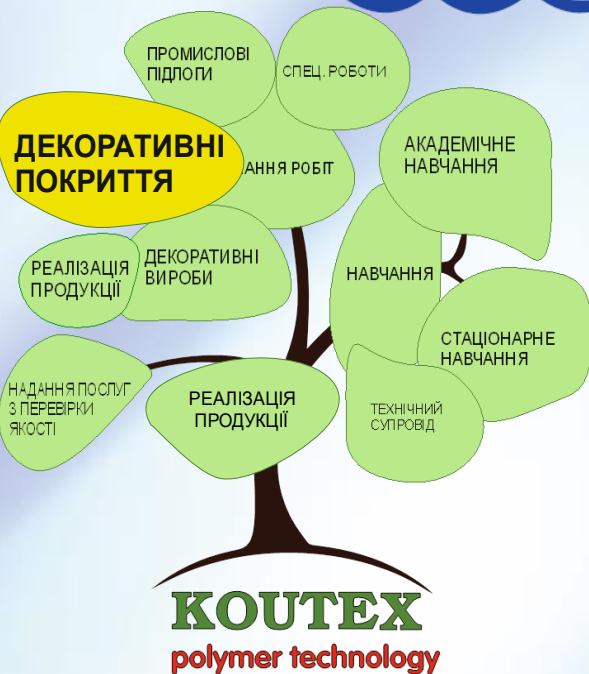 ПРОМИСЛОВІ
ПІДЛОГИ
СПЕЦ. РОБОТИ
ДЕКОРАТИВНІ
ПОКРИТТЯ
АННЯ РОБІТ
АКАДЕМІЧНЕ
НАВЧАННЯ
РЕАЛІЗАЦІЯ
ПРОДУКЦІЇ
ДЕКОРАТИВНІ
ВИРОБИ
НАВЧАННЯ
СТАЦІОНАРНЕ
НАВЧАННЯ
НАДАННЯ ПОСЛУГ
З ПЕРЕВІРКИ
ЯКОСТІ
РЕАЛІЗАЦІЯ
ПРОДУКЦІЇ
ТЕХНІЧНИЙ
СУПРОВІД
KOUTEX
polymer technology